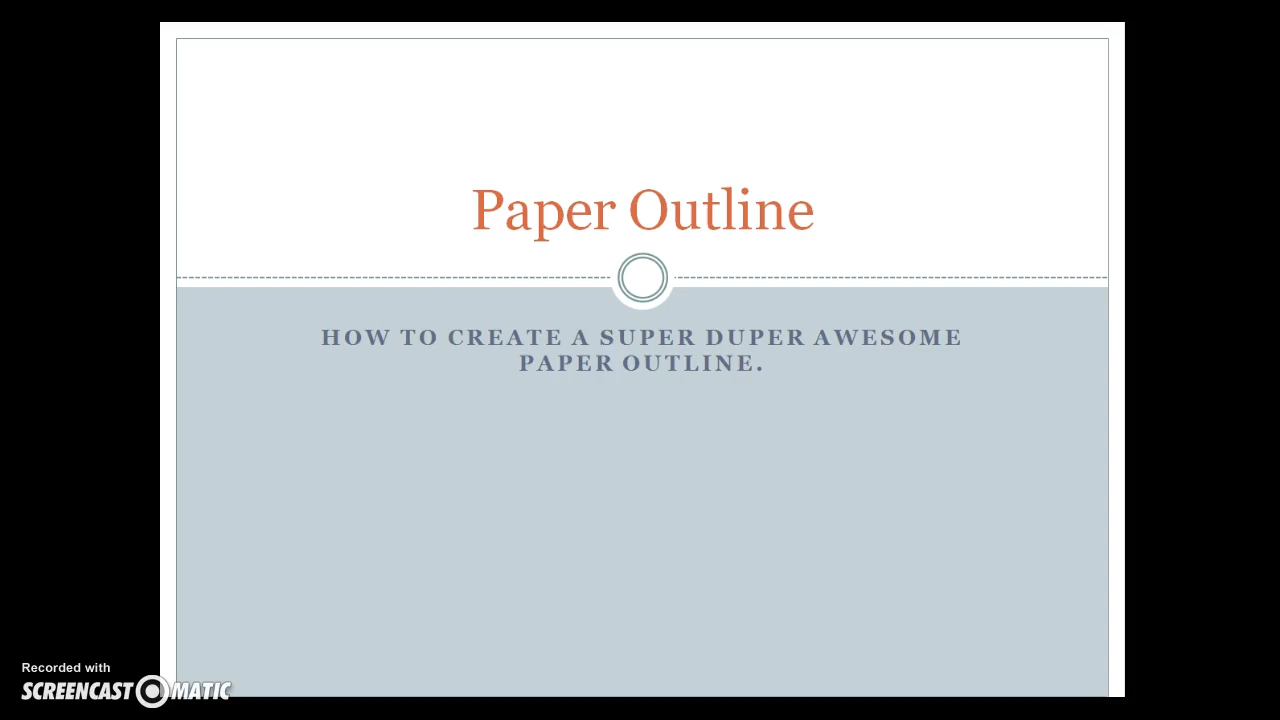 Paper Outline
HOW TO CREATE A SUPER DUPER AWESOME
PAPER OUTLINE.
Recorded with
SCREENCAST O MATIC